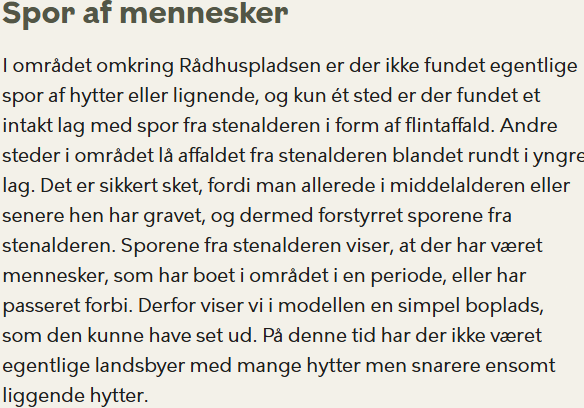 Spor af mennesker
I området omkring Rådhuspladsen er der ikke fundet egentlige
spor af hytter eller lignende, og kun ét sted er der fundet et
intakt lag med spor fra stenalderen i form af flintaffald. Andre
steder i området lå affaldet fra stenalderen blandet rundt i yngre
lag. Det er sikkert sket, fordi man allerede i middelalderen eller
senere hen har gravet, og dermed forstyrret sporene fra
stenalderen. Sporene fra stenalderen viser, at der har været
mennesker, som har boet i området i en periode, eller har
passeret forbi. Derfor viser vi i modellen en simpel boplads,
som den kunne have set ud. På denne tid har der ikke været
egentlige landsbyer med mange hytter men snarere ensomt
liggende hytter.